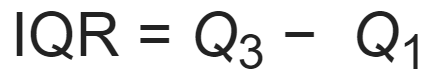 IQR = Q₃ − Q₁